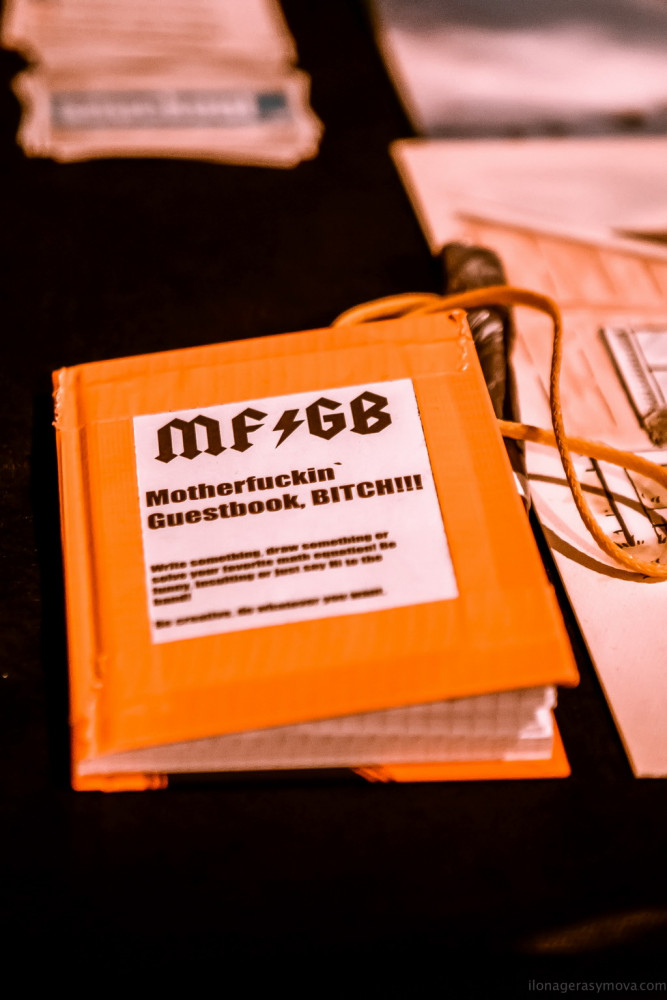 MF⚡GB
Motherfuckin`
Guestbook, BITCH!!!
Write something, draw something or
solve your favorite math equation! Be
funny, insulting or just say Hi to the
band!
Be creative, do whatever you want.
ilonagerasymova.com